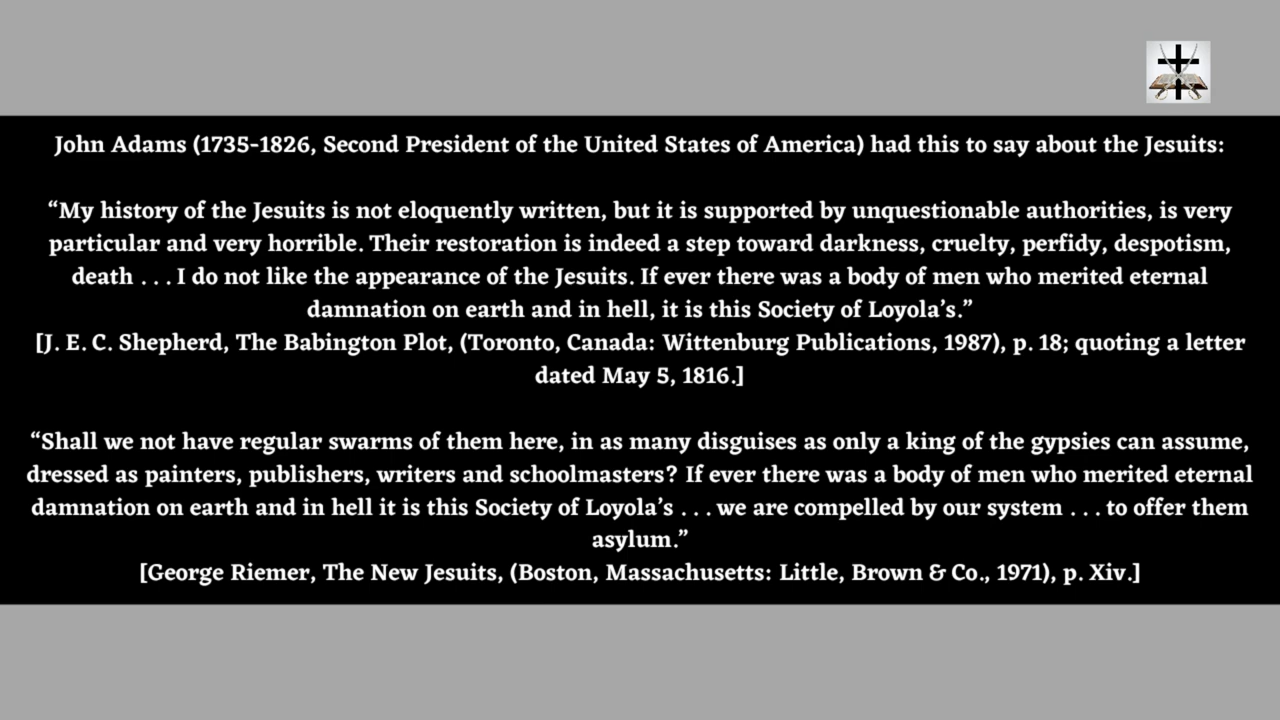 John Adams (1735-1826, Second President of the United States of America) had this to say about the Jesuits:
“My history of the Jesuits is not eloquently written, but it is supported by unquestionable authorities, is very
particular and very horrible. Their restoration is indeed a step toward darkness, cruelty, perfidy, despotism,
death . . . I do not like the appearance of the Jesuits. If ever there was a body of men who merited eternal
damnation on earth and in hell, it is this Society of Loyola’s.”
[J. E. C. Shepherd, The Babington Plot, (Toronto, Canada: Wittenburg Publications, 1987), p. 18; quoting a letter
dated May 5, 1816.]
“Shall we not have regular swarms of them here, in as many disguises as only a king of the gypsies can assume,
dressed as painters, publishers, writers and schoolmasters? If ever there was a body of men who merited eternal
damnation on earth and in hell it is this Society of Loyola’s . . . we are compelled by our system . . . to offer them
asylum.”
[George Riemer, The New Jesuits, (Boston, Massachusetts: Little, Brown & Co., 1971), p. Xiv.]